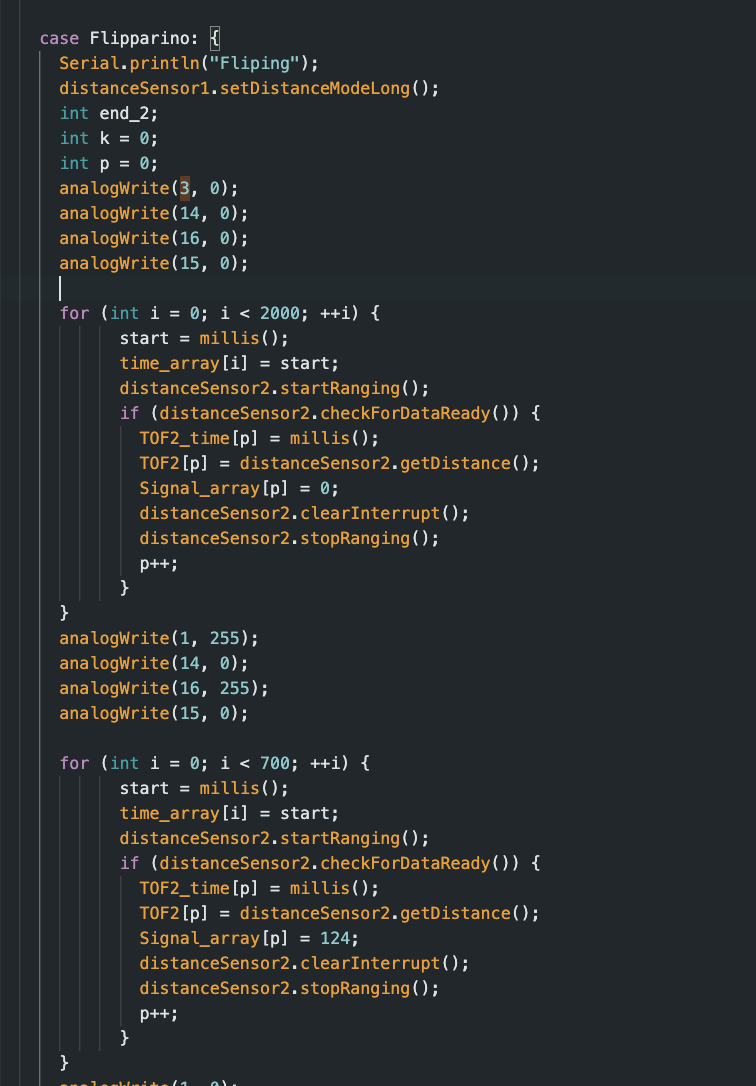 case Flipparino: {
Serial.println("Fliping");
distanceSensor1.setDistanceModeLong();
int end_2;
int k = 0;
int p = 0;
analogWrite(3, 0);
analogWrite(14, 0);
analogWrite(16, 0);
analogWrite(15, 0);
for (int i = 0; i < 2000; ++i) {
start = millis();
time_array[i] = start;
distanceSensor2.startRanging();
if (distanceSensor2.checkForDataReady()) {
TOF2_time[p] = millis();
TOF2[p] = distanceSensor2.getDistance();
Signal_array[p] = 0;
distanceSensor2.clearInterrupt();
distanceSensor2.stopRanging();
p++;
}
}
analogWrite(1, 255);
analogWrite(14, 0);
analogWrite(16, 255);
analogWrite(15, 0);
for (int i = 0; i < 700; ++i) {
start = millis();
time_array[i] = start;
distanceSensor2.startRanging();
if (distanceSensor2.checkForDataReady()) {
TOF2_time[p] = millis();
TOF2[p] = distanceSensor2.getDistance();
Signal_array[p] = 124;
distanceSensor2.clearInterrupt();
distanceSensor2.stopRanging();
p++;
}
}
analogWrite(1, 0);